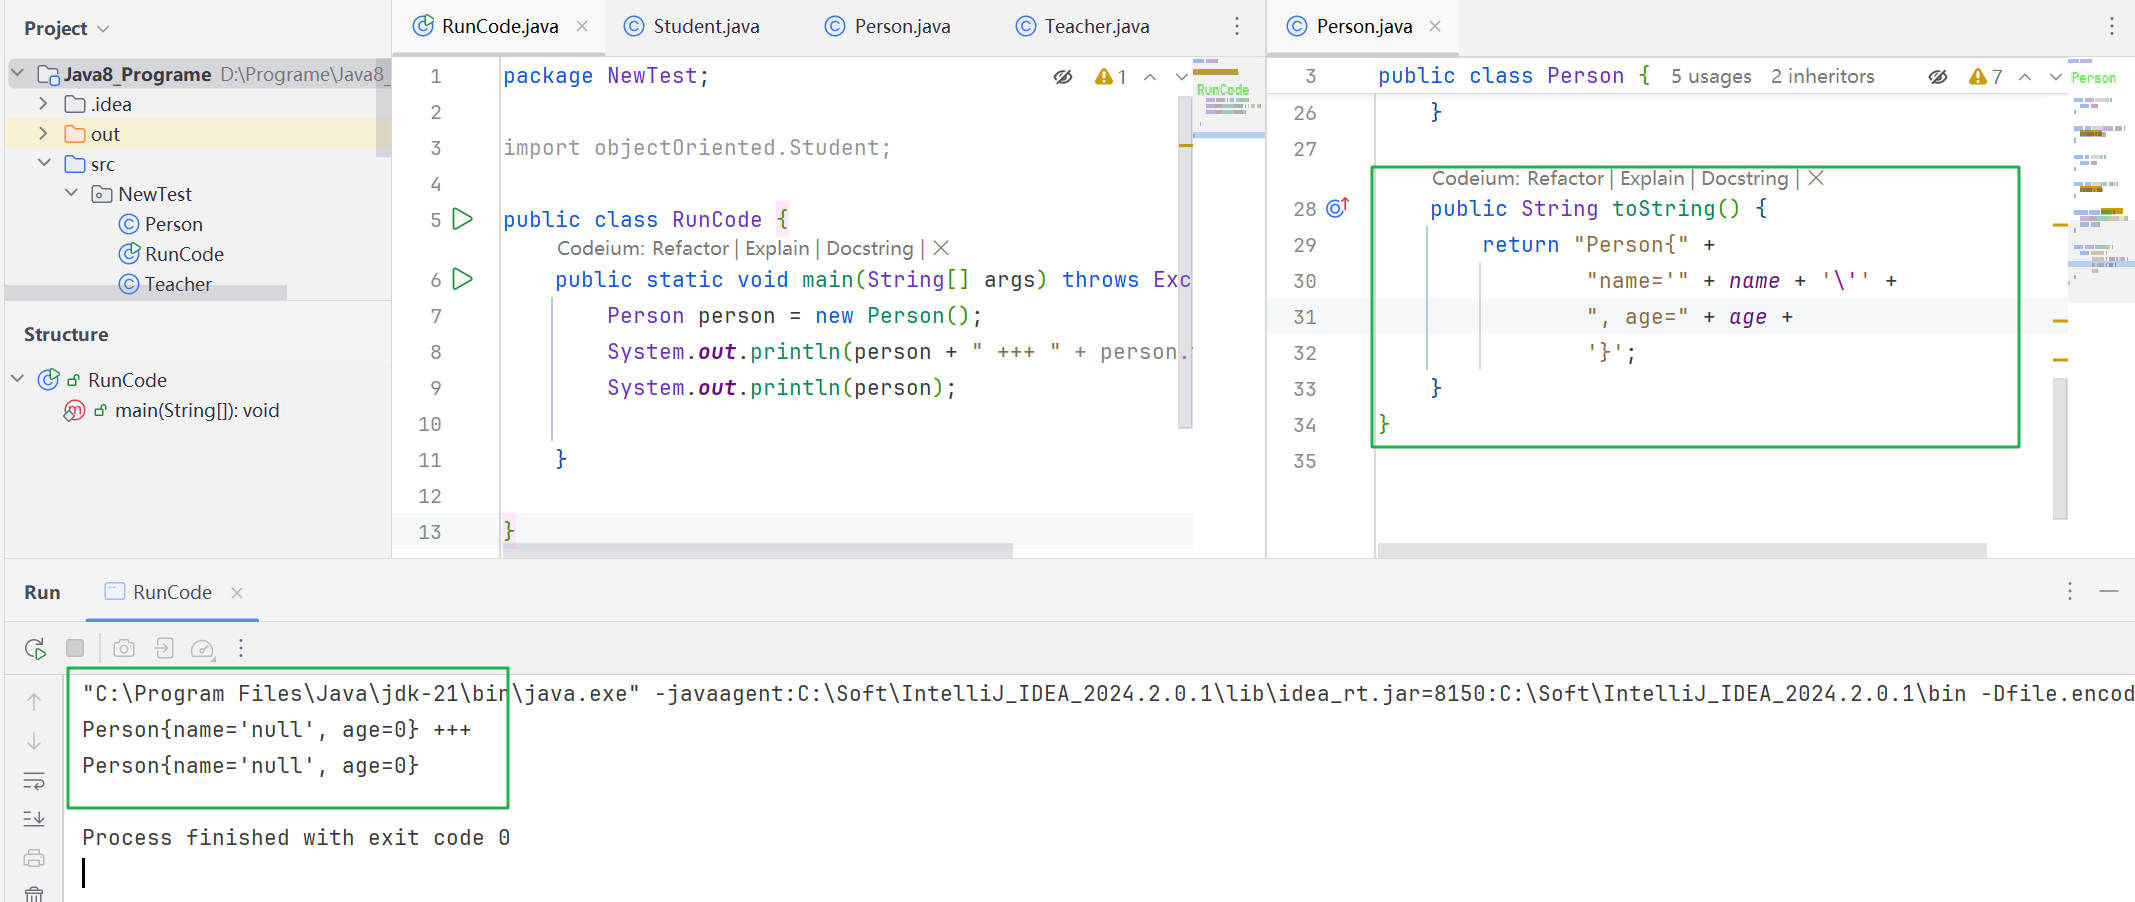 Project
Java8_Programe D:\Programe\Java8_
.idea
out
src
NewTest
Person
RunCode
Teacher
Structure
RunCode
main(String[]): void
RunCode.java
Student.java
Person.java
Teacher.java
1 package NewTest;
1
2
3 import objectOriented.Student;
4
5 public class RunCode {
Codeium: Refactor | Explain | Docstring |
6 public static void main(String[] args) throws Exc
7 Person person = new Person();
8 System.out.println(person + " +++ " + person.
9 System.out.println(person);
10
11 }
12
13 }
RunCode
Person.java
3 public class Person { 5 usages 2 inheritors
7
26 }
27
Codeium: Refactor | Explain | Docstring |
28 public String toString() {
29 return "Person{" +
30 "name='" + name + '\'' +
31 ", age=" + age +
32 '}';
33 }
34 }
35
Person
Run
RunCode
"C:\Program Files\Java\jdk-21\bin\java.exe" -javaagent:C:\Soft\IntelliJ_IDEA_2024.2.0.1\lib\idea_rt.jar=8150:C:\Soft\IntelliJ_IDEA_2024.2.0.1\bin -Dfile.encod
Person{name='null', age=0} +++
Person{name='null', age=0}
Process finished with exit code 0